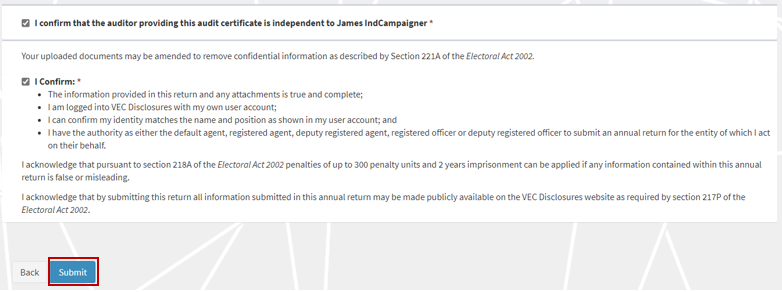 I confirm that the auditor providing this audit certificate is independent to James IndCampaigner *
Your uploaded documents may be amended to remove confidential information as described by Section 221A of the Electoral Act 2002.
I Confirm: *
• The information provided in this return and any attachments is true and complete;
• I am logged into VEC Disclosures with my own user account;
• I can confirm my identity matches the name and position as shown in my user account; and
• I have the authority as either the default agent, registered agent, deputy registered agent, registered officer or deputy registered officer to submit an annual return for the entity of which I act
on their behalf.
I acknowledge that pursuant to section 218A of the Electoral Act 2002 penalties of up to 300 penalty units and 2 years imprisonment can be applied if any information contained within this annual
return is false or misleading.
I acknowledge that by submitting this return all information submitted in this annual return may be made publicly available on the VEC Disclosures website as required by section 217P of the
Electoral Act 2002.
Back Submit